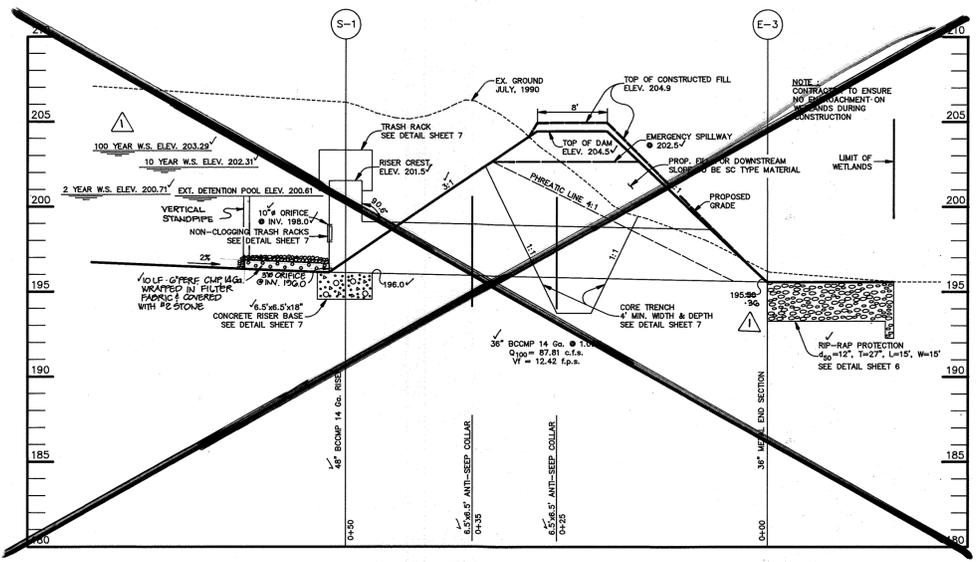 S-1
E-3
210
210
EX. GROUND
JULY, 1990
TOP OF CONSTRUCTED FILL
ELEV. 204.9
NOTE :
CONTRACTOR TO ENSURE
NO ENCROACHMENT ON
WETLANDS DURING
CONSTRUCTION
8'
205
205
1
TRASH RACK
SEE DETAIL SHEET 7
TOP OF DAM
ELEV. 204.5
EMERGENCY SPILLWAY
@ 202.5
100 YEAR W.S. ELEV. 203.29
10 YEAR W.S. ELEV. 202.31
RISER CREST
ELEV. 201.5
PROP. FILL FOR DOWNSTREAM
SLOPE TO BE SC TYPE MATERIAL
LIMIT OF
WETLANDS
2 YEAR W.S. ELEV. 200.71
EXT. DETENTION POOL ELEV. 200.61
3:1
PHREATIC LINE 4:1
PROPOSED
GRADE
200
200
VERTICAL
STANDPIPE
10"ø ORIFICE
@ INV. 198.0
NON-CLOGGING TRASH RACKS
SEE DETAIL SHEET 7
1:1
1:1
2%
ORIFICE
@ INV. 196.0
196.0
10 LF - 6" PERF. CMP, 14Ga.
WRAPPED IN FILTER
FABRIC & COVERED
WITH #2 STONE
195
195
6.5'x6.5'x18"
CONCRETE RISER BASE
SEE DETAIL SHEET 7
CORE TRENCH
4' MIN. WIDTH & DEPTH
SEE DETAIL SHEET 7
1
36" BCCMP 14 Ga. @
Q100 = 87.81 c.f.s.
Vf = 12.42 f.p.s.
RIP-RAP PROTECTION
d50=12", T=27", L=15', W=15'
SEE DETAIL SHEET 6
190
190
48" BCCMP 14 Ga. RISER
6.5'x6.5' ANTI-SEEP COLLAR
6.5'x6.5' ANTI-SEEP COLLAR
36" METAL END SECTION
185
185
0+50
0+35
0+25
0+00
180
180